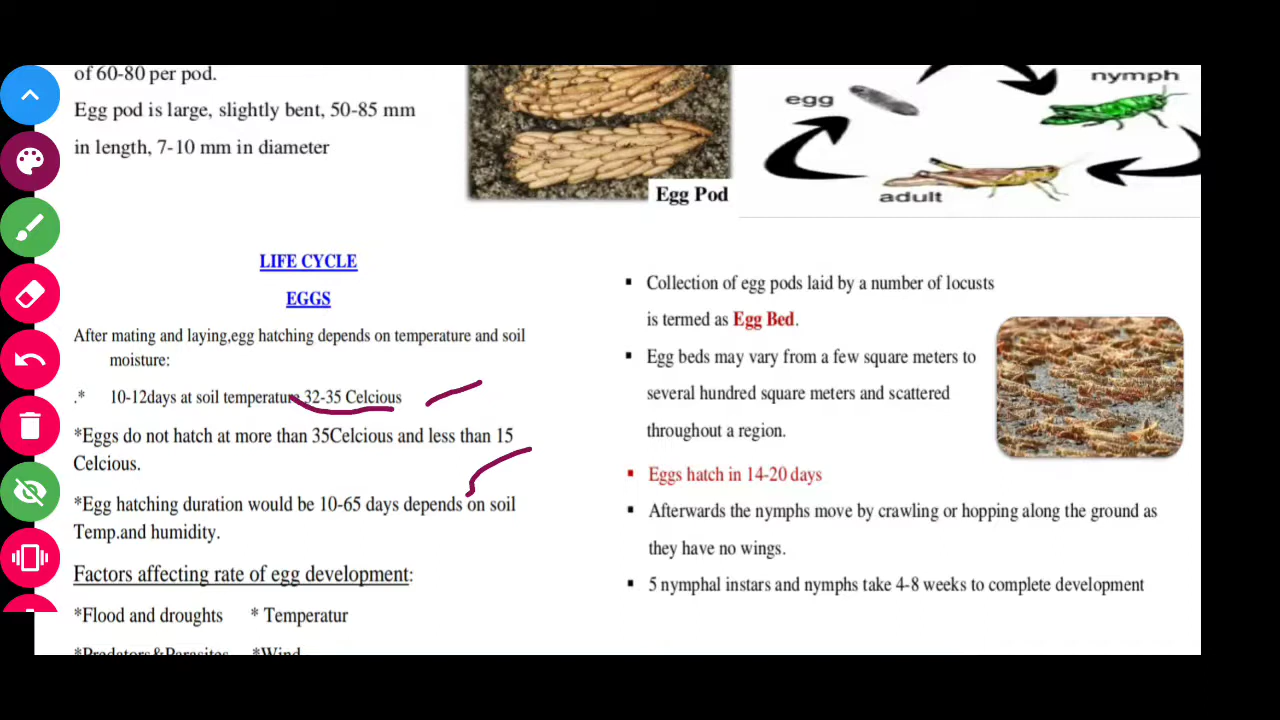 of 60-80 per pod.
Egg pod is large, slightly bent, 50-85 mm
in length, 7-10 mm in diameter
Egg Pod
egg
nymph
adult
LIFE CYCLE
EGGS
After mating and laying,egg hatching depends on temperature and soil
moisture:
.* 10-12days at soil temperature 32-35 Celcious
*Eggs do not hatch at more than 35Celcious and less than 15
Celcious.
*Egg hatching duration would be 10-65 days depends on soil
Temp.and humidity.
Factors affecting rate of egg development:
*Flood and droughts * Temperatur
*Predators&Parasites *Wind
▪ Collection of egg pods laid by a number of locusts
is termed as Egg Bed.
▪ Egg beds may vary from a few square meters to
several hundred square meters and scattered
throughout a region.
▪ Eggs hatch in 14-20 days
▪ Afterwards the nymphs move by crawling or hopping along the ground as
they have no wings.
▪ 5 nymphal instars and nymphs take 4-8 weeks to complete development